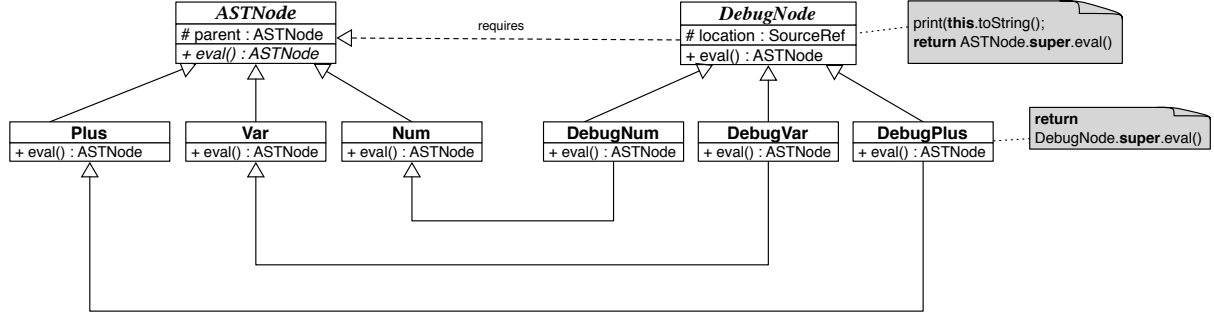 ASTNode
# parent : ASTNode
+ eval() : ASTNode
requires
DebugNode
# location : SourceRef
+ eval() : ASTNode
print(this.toString();
return ASTNode.super.eval()
Plus
+ eval() : ASTNode
Var
+ eval() : ASTNode
Num
+ eval() : ASTNode
DebugNum
+ eval() : ASTNode
DebugVar
+ eval() : ASTNode
DebugPlus
+ eval() : ASTNode
return
DebugNode.super.eval()